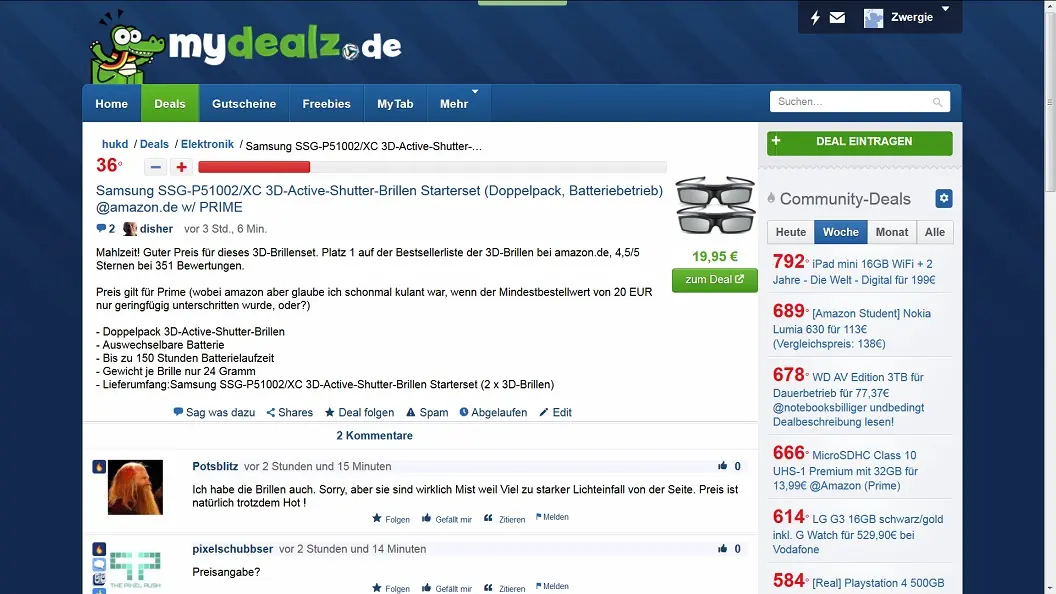 mydealz.de
Zwergie
Home
Deals
Gutscheine
Freebies
MyTab
Mehr
Suchen...
hukd / Deals / Elektronik / Samsung SSG-P51002/XC 3D-Active-Shutter-...
36°
Samsung SSG-P51002/XC 3D-Active-Shutter-Brillen Starterset (Doppelpack, Batteriebetrieb)
@amazon.de w/ PRIME
2 disher vor 3 Std., 6 Min.
Mahlzeit! Guter Preis für dieses 3D-Brillenset. Platz 1 auf der Bestsellerliste der 3D-Brillen bei amazon.de, 4,5/5
Sternen bei 351 Bewertungen.
Preis gilt für Prime (wobei amazon aber glaube ich schonmal kulant war, wenn der Mindestbestellwert von 20 EUR
nur geringfügig unterschritten wurde, oder?)
- Doppelpack 3D-Active-Shutter-Brillen
- Auswechselbare Batterie
- Bis zu 150 Stunden Batterielaufzeit
- Gewicht je Brille nur 24 Gramm
- Lieferumfang:Samsung SSG-P51002/XC 3D-Active-Shutter-Brillen Starterset (2 x 3D-Brillen)
19,95 €
zum Deal
Sag was dazu
Shares
Deal folgen
Spam
Abgelaufen
Edit
2 Kommentare
Potsblitz vor 2 Stunden und 15 Minuten
0
Ich habe die Brillen auch. Sorry, aber sie sind wirklich Mist weil Viel zu starker Lichteinfall von der Seite. Preis ist
natürlich trotzdem Hot !
Folgen
Gefällt mir
Zitieren
Melden
pixelschubbser vor 2 Stunden und 14 Minuten
0
THE PIXEL RUSH
Preisangabe?
Folgen
Gefällt mir
Zitieren
Melden
DEAL EINTRAGEN
Community-Deals
Heute
Woche
Monat
Alle
792° iPad mini 16GB WiFi + 2
Jahre - Die Welt - Digital für 199€
689° [Amazon Student] Nokia
Lumia 630 für 113€
(Vergleichspreis: 138€)
678° WD AV Edition 3TB für
Dauerbetrieb für 77,37€
@notebooksbilliger undbedingt
Dealbeschreibung lesen!
666° MicroSDHC Class 10
UHS-1 Premium mit 32GB für
13,99€ @Amazon (Prime)
614° LG G3 16GB schwarz/gold
inkl. G Watch für 529,90€ bei
Vodafone
584° [Real] Playstation 4 500GB